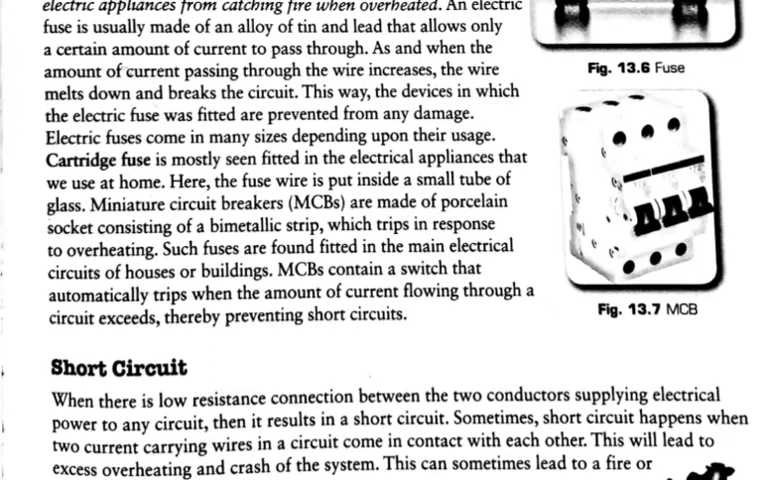 electric appliances from catching fire when overheated. An electric
fuse is usually made of an alloy of tin and lead that allows only
a certain amount of current to pass through. As and when the
amount of current passing through the wire increases, the wire
melts down and breaks the circuit. This way, the devices in which
the electric fuse was fitted are prevented from any damage.
Electric fuses come in many sizes depending upon their usage.
Cartridge fuse is mostly seen fitted in the electrical appliances that
we use at home. Here, the fuse wire is put inside a small tube of
glass. Miniature circuit breakers (MCBs) are made of porcelain
socket consisting of a bimetallic strip, which trips in response
to overheating. Such fuses are found fitted in the main electrical
circuits of houses or buildings. MCBs contain a switch that
automatically trips when the amount of current flowing through a
circuit exceeds, thereby preventing short circuits.
Fig. 13.6 Fuse
Fig. 13.7 MCB
Short Circuit
When there is low resistance connection between the two conductors supplying electrical
power to any circuit, then it results in a short circuit. Sometimes, short circuit happens when
two current carrying wires in a circuit come in contact with each other. This will lead to
excess overheating and crash of the system. This can sometimes lead to a fire or